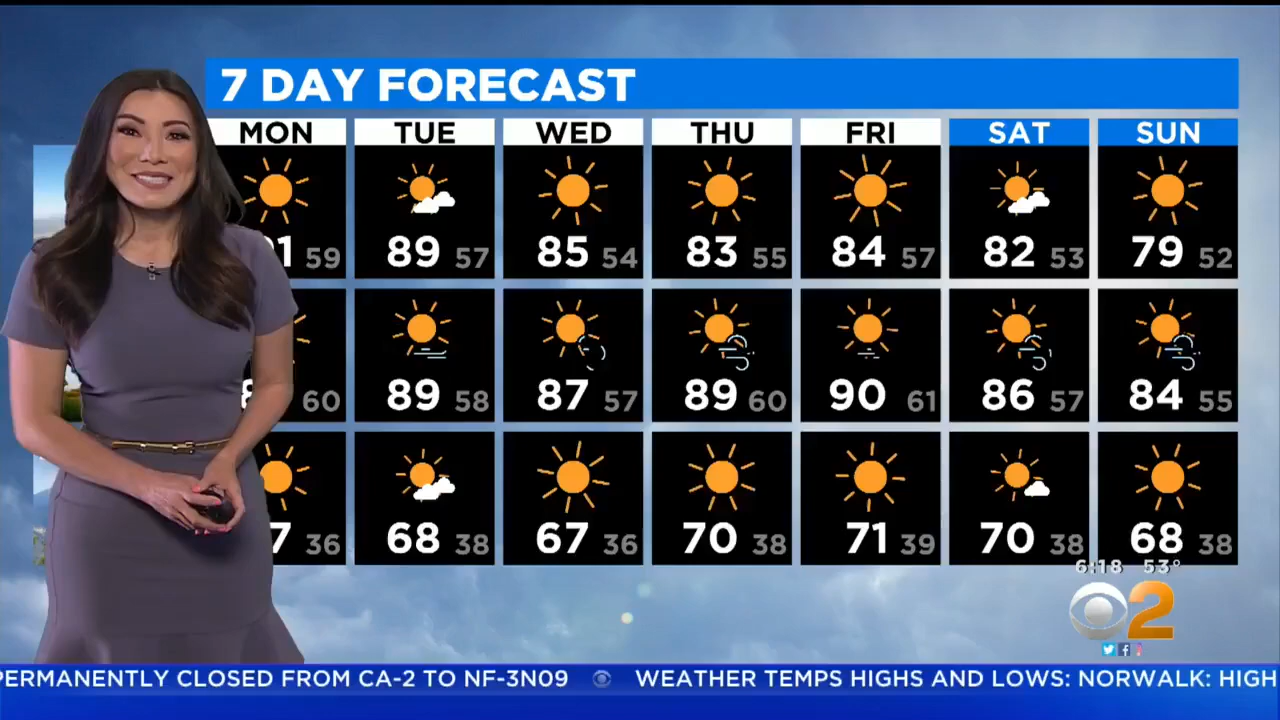 7 DAY FORECAST
MON TUE WED THU FRI SAT SUN
59 89 57 85 54 83 55 84 57 82 53 79 52
60 89 58 87 57 89 60 90 61 86 57 84 55
36 68 38 67 36 70 38 71 39 70 38 68 38
6:18 53°
2
PERMANENTLY CLOSED FROM CA-2 TO NF-3N09 WEATHER TEMPS HIGHS AND LOWS: NORWALK: HIGH